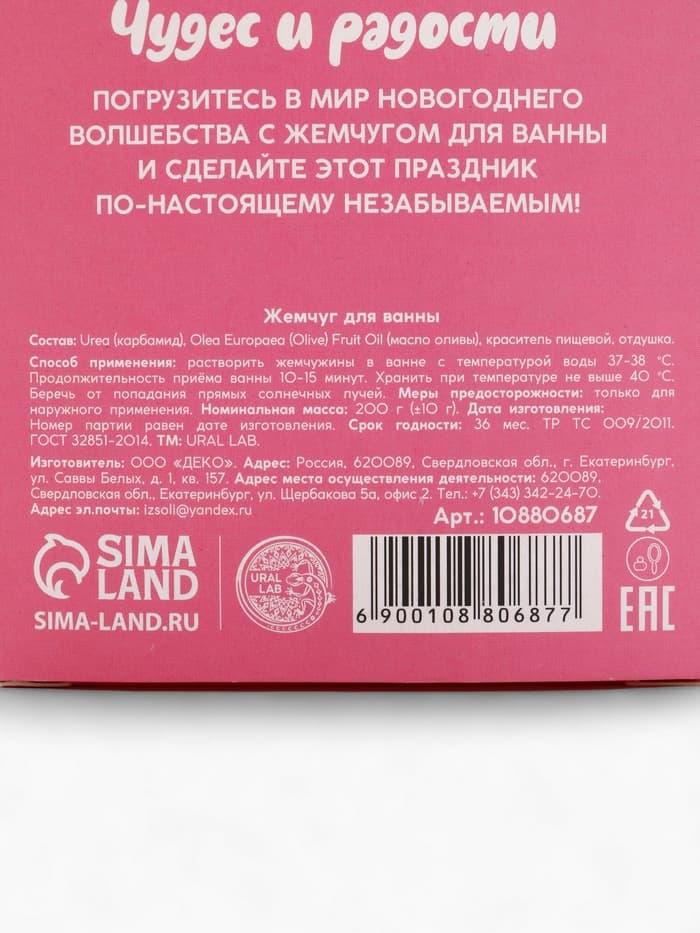 Чудес и радости
ПОГРУЗИТЕСЬ В МИР НОВОГОДНЕГО
ВОЛШЕБСТВА С ЖЕМЧУГОМ ДЛЯ ВАННЫ
И СДЕЛАЙТЕ ЭТОТ ПРАЗДНИК
ПО-НАСТОЯЩЕМУ НЕЗАБЫВАЕМЫМ!
Жемчуг для ванны
Состав: Urea (карбамид), Olea Europaea (Olive) Fruit Oil (масло оливы), краситель пищевой, отдушка.
Способ применения: растворить жемчужины в ванне с температурой воды 37-38 °С.
Продолжительность приёма ванны 10-15 минут. Хранить при температуре не выше 40 °С.
Беречь от попадания прямых солнечных лучей. Меры предосторожности: только для
наружного применения. Номинальная масса: 200 г (±10 г). Дата изготовления:
Номер партии равен дате изготовления. Срок годности: 36 мес. ТР ТС 009/2011.
ГОСТ 32851-2014. ТМ: URAL LAB.
Изготовитель: ООО «ДЕКО». Адрес: Россия, 620089, Свердловская обл., г. Екатеринбург,
ул. Саввы Белых, д. 1, кв. 157. Адрес места осуществления деятельности: 620089,
Свердловская обл., Екатеринбург, ул. Щербакова 5а, офис 2. Тел.: +7 (343) 342-24-70.
Адрес эл.почты: izsoli@yandex.ru
Арт.: 10880687
21
SIMA
LAND
SIMA-LAND.RU
URAL
LAB
6 900108 806877
EAC